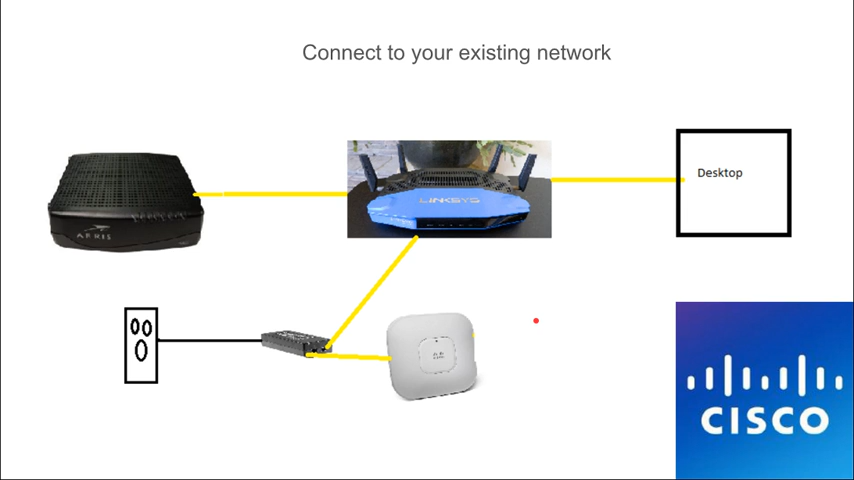 Connect to your existing network
Desktop
ARRIS
LINKSYS
CISCO